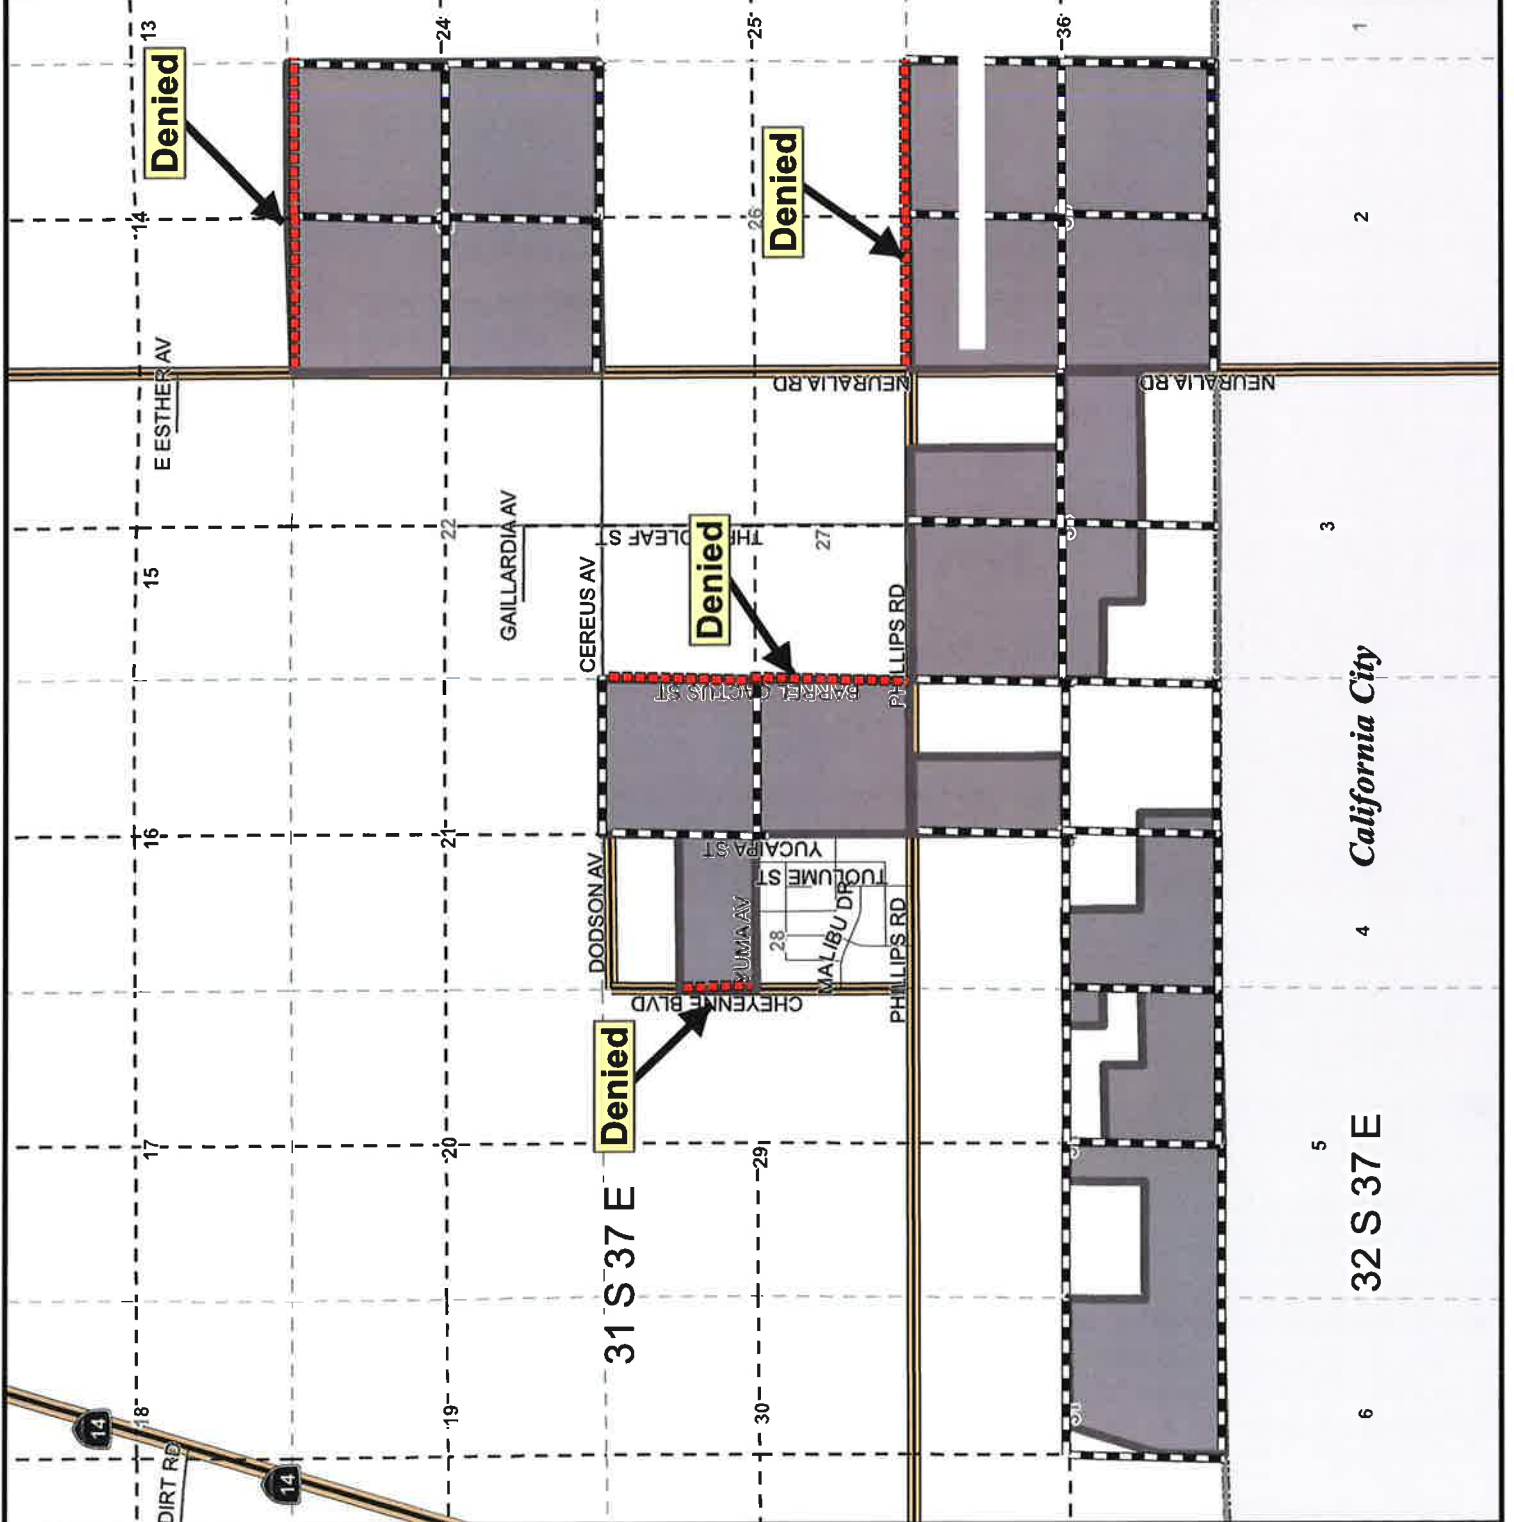 14
DIRT RD
18
17
16
15
14
13
E ESTHER AV
Denied
14
19
20
21
22
24
GAILLARDIA AV
DODSON AV
CEREUS AV
31 S 37 E
Denied
CHEYENNE BLVD
YUMA AV
YUCAIPA ST
BARREL CACTUS ST
Denied
ST
30
29
28
27
26
25
Denied
TUOLUME ST
MALIBU DR
PHILLIPS RD
PHILLIPS RD
NEURALIA RD
NEURALIA RD
36
6
5
4
3
2
1
32 S 37 E
California City